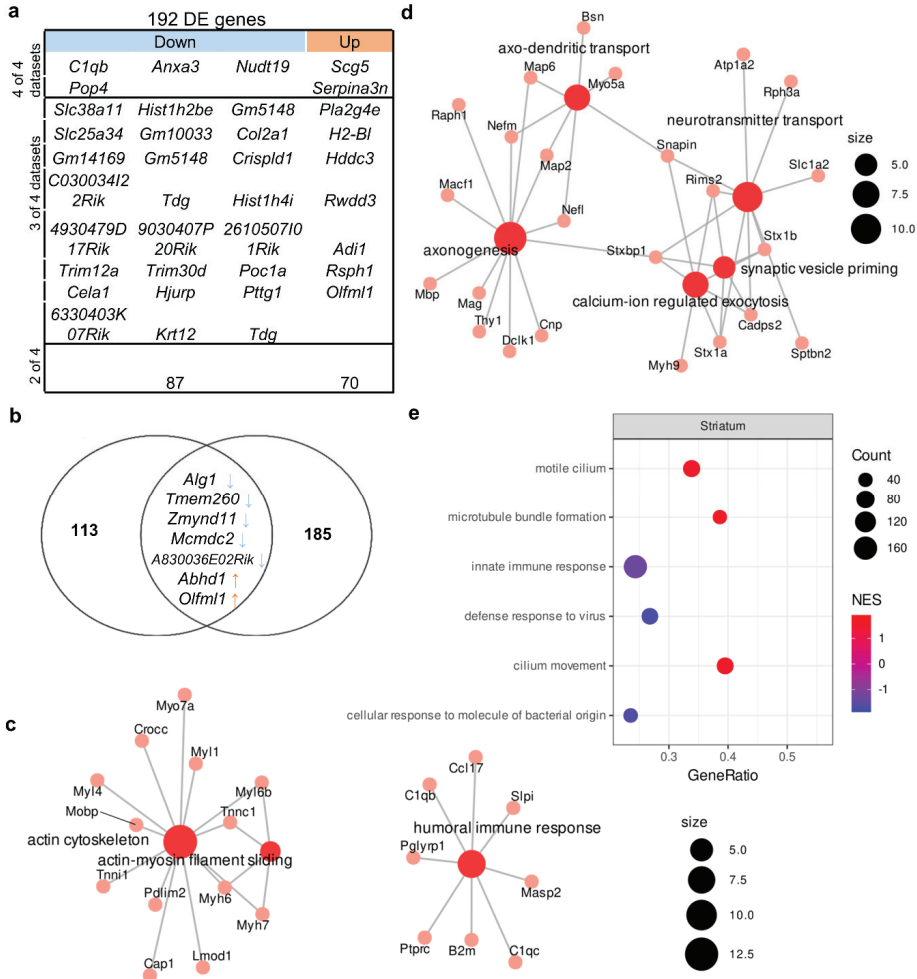 a
192 DE genes
Down Up
4 of 4 datasets
C1qb Anxa3 Nudt19 Scg5
Pop4 Serpina3n
3 of 4 datasets
Slc38a11 Hist1h2be Gm5148 Pla2g4e
Slc25a34 Gm10033 Col2a1 H2-Bl
Gm14169 Gm5148 Crispld1 Hddc3
C030034I2
2Rik Tdg Hist1h4i Rwdd3
4930479D 9030407P 2610507I0
17Rik 20Rik 1Rik Adi1
Trim12a Trim30d Poc1a Rsph1
Cela1 Hjurp Pttg1 Olfml1
6330403K
07Rik Krt12 Tdg
2 of 4
87 70
b
113
Alg1 ↓
Tmem260 ↓
Zmynd11 ↓
Mcmdc2 ↓
A830036E02Rik ↓
Abhd1 ↑
Olfml1 ↑
185
c
Myo7a
Crocc
Myl1
Myl4
Myl6b
Mobp
Tnnc1
actin cytoskeleton
actin-myosin filament sliding
Tnni1
Pdlim2
Myh6
Myh7
Cap1
Lmod1
Ccl17
C1qb
Slpi
humoral immune response
Pglyrp1
Masp2
Ptprc
B2m
C1qc
size
5.0
7.5
10.0
12.5
d
Bsn
axo-dendritic transport
Map6
Myo5a
Atp1a2
Rph3a
Raph1
Nefm
neurotransmitter transport
Snapin
Map2
Slc1a2
Rims2
Macf1
Nefl
axonogenesis
Stxbp1
Stx1b
synaptic vesicle priming
Mbp
Mag
calcium-ion regulated exocytosis
Thy1
Cnp
Cadps2
Dclk1
Stx1a
Myh9
Sptbn2
size
5.0
7.5
10.0
e
Striatum
motile cilium
microtubule bundle formation
innate immune response
defense response to virus
cilium movement
cellular response to molecule of bacterial origin
0.3 0.4 0.5
GeneRatio
Count
40
80
120
160
NES
1
0
-1